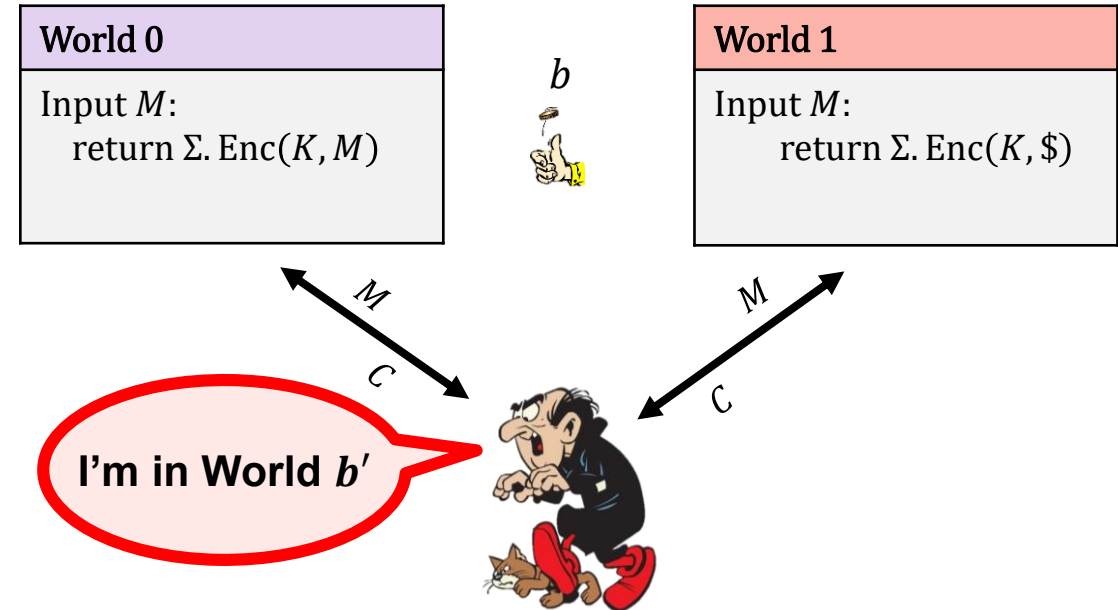 World 0
Input M:
return Σ. Enc(K, M)
b
World 1
Input M:
return Σ. Enc(K, $)
M
C
M
C
I'm in World b′